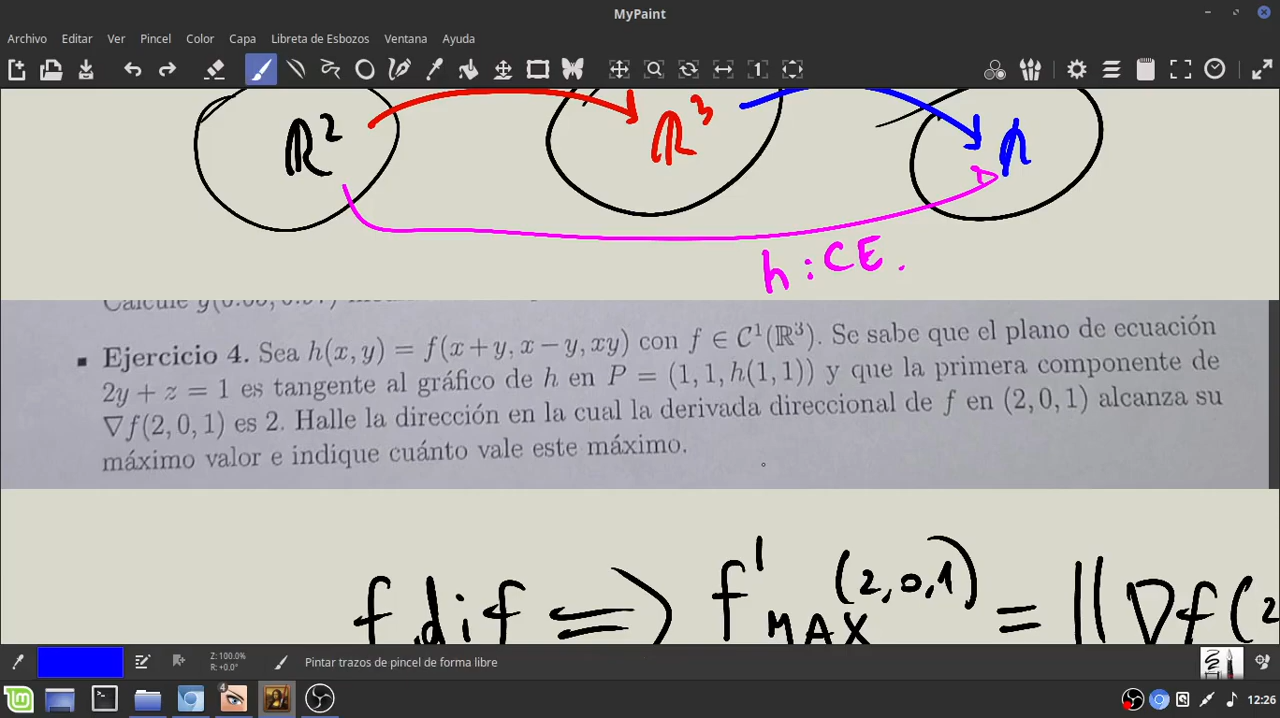 MyPaint
Archivo Editar Ver Pincel Color Capa Libreta de Esbozos Ventana Ayuda
ℝ² ℝ³
h : CE.
▪ Ejercicio 4. Sea h(x, y) = f(x+y, x−y, xy) con f ∈ C¹(ℝ³). Se sabe que el plano de ecuación
2y + z = 1 es tangente al gráfico de h en P = (1, 1, h(1, 1)) y que la primera componente de
∇f(2, 0, 1) es 2. Halle la dirección en la cual la derivada direccional de f en (2, 0, 1) alcanza su
máximo valor e indique cuánto vale este máximo.
f dif ⟹ f' MAX (2,0,1) = ‖∇f(2
Z: 100.0%
R: +0.0°
Pintar trazos de pincel de forma libre
4
12:26